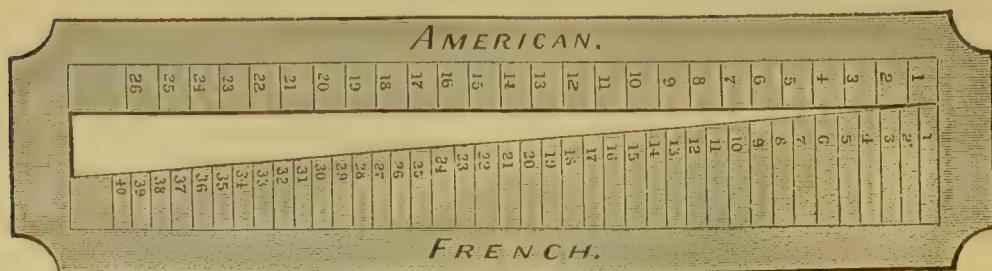 AMERICAN.
26 25 24 23 22 21 20 19 18 17 16 15 14 13 12 11 10 9 8 7 6 5 4 3 2 1
40 39 38 37 36 35 34 33 32 31 30 29 28 27 26 25 24 23 22 21 20 19 18 17 16 15 14 13 12 11 10 9 8 7 6 5 4 3 2 1
FRENCH.